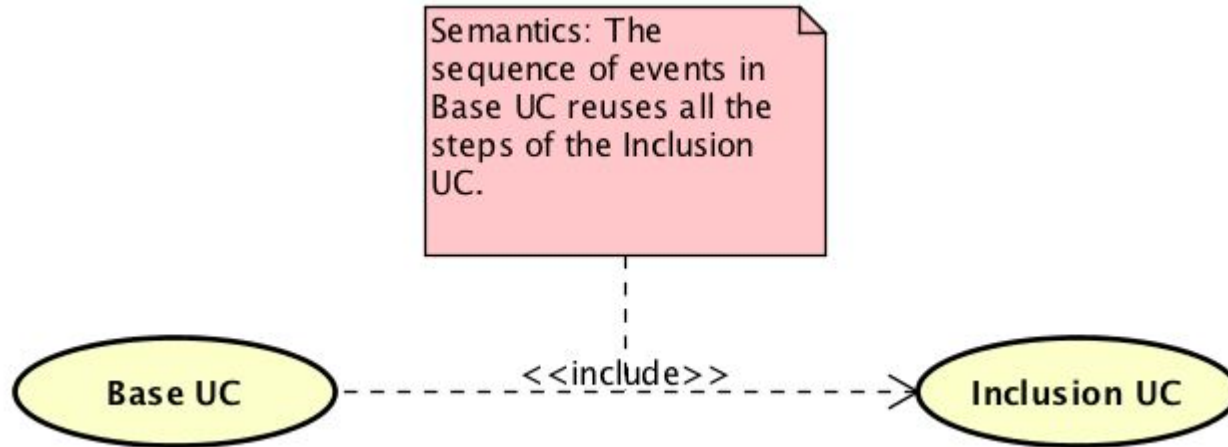 Semantics: The
sequence of events in
Base UC reuses all the
steps of the Inclusion
UC.
Base UC
<<include>>
Inclusion UC